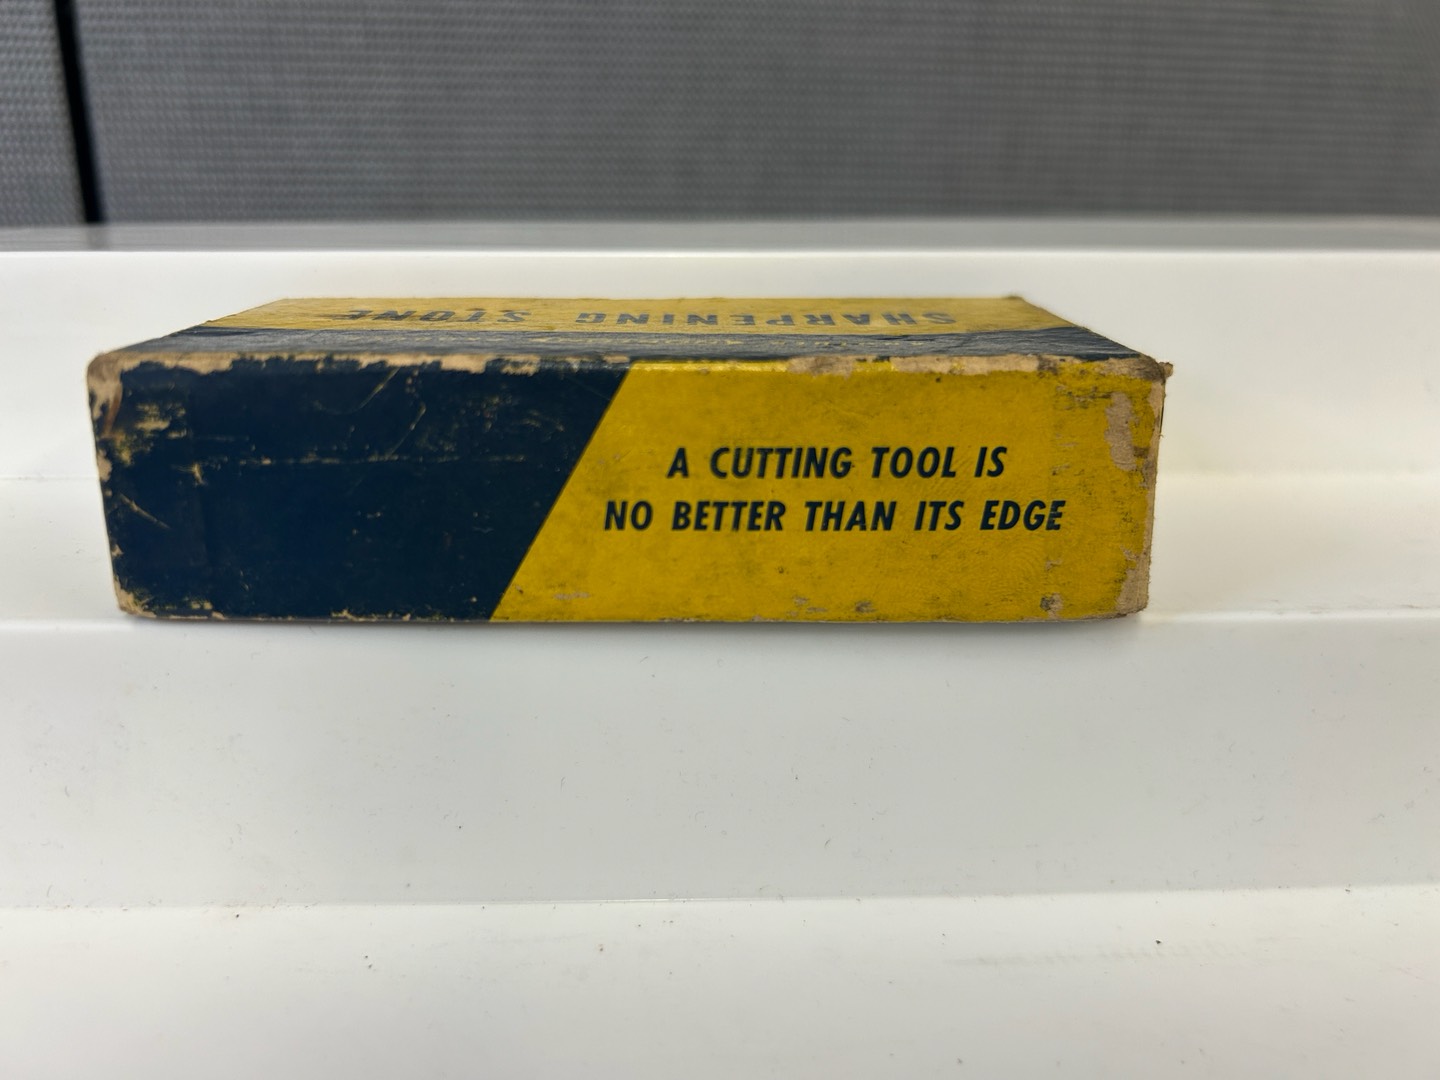 SHARPENING STONE
A CUTTING TOOL IS
NO BETTER THAN ITS EDGE